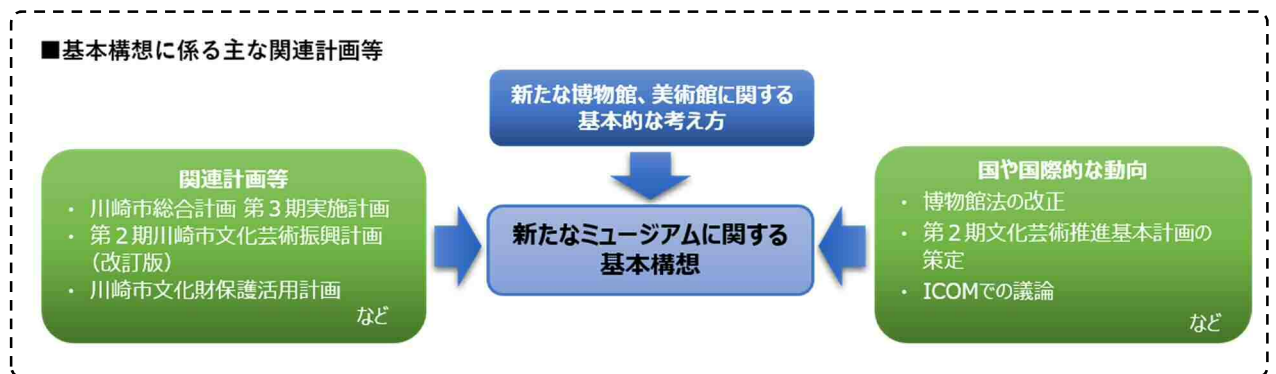 ■基本構想に係る主な関連計画等
新たな博物館、美術館に関する
基本的な考え方
関連計画等
・ 川崎市総合計画 第３期実施計画
・ 第２期川崎市文化芸術振興計画
（改訂版）
・ 川崎市文化財保護活用計画
など
新たなミュージアムに関する
基本構想
国や国際的な動向
・ 博物館法の改正
・ 第２期文化芸術推進基本計画の
策定
・ ICOMでの議論
など